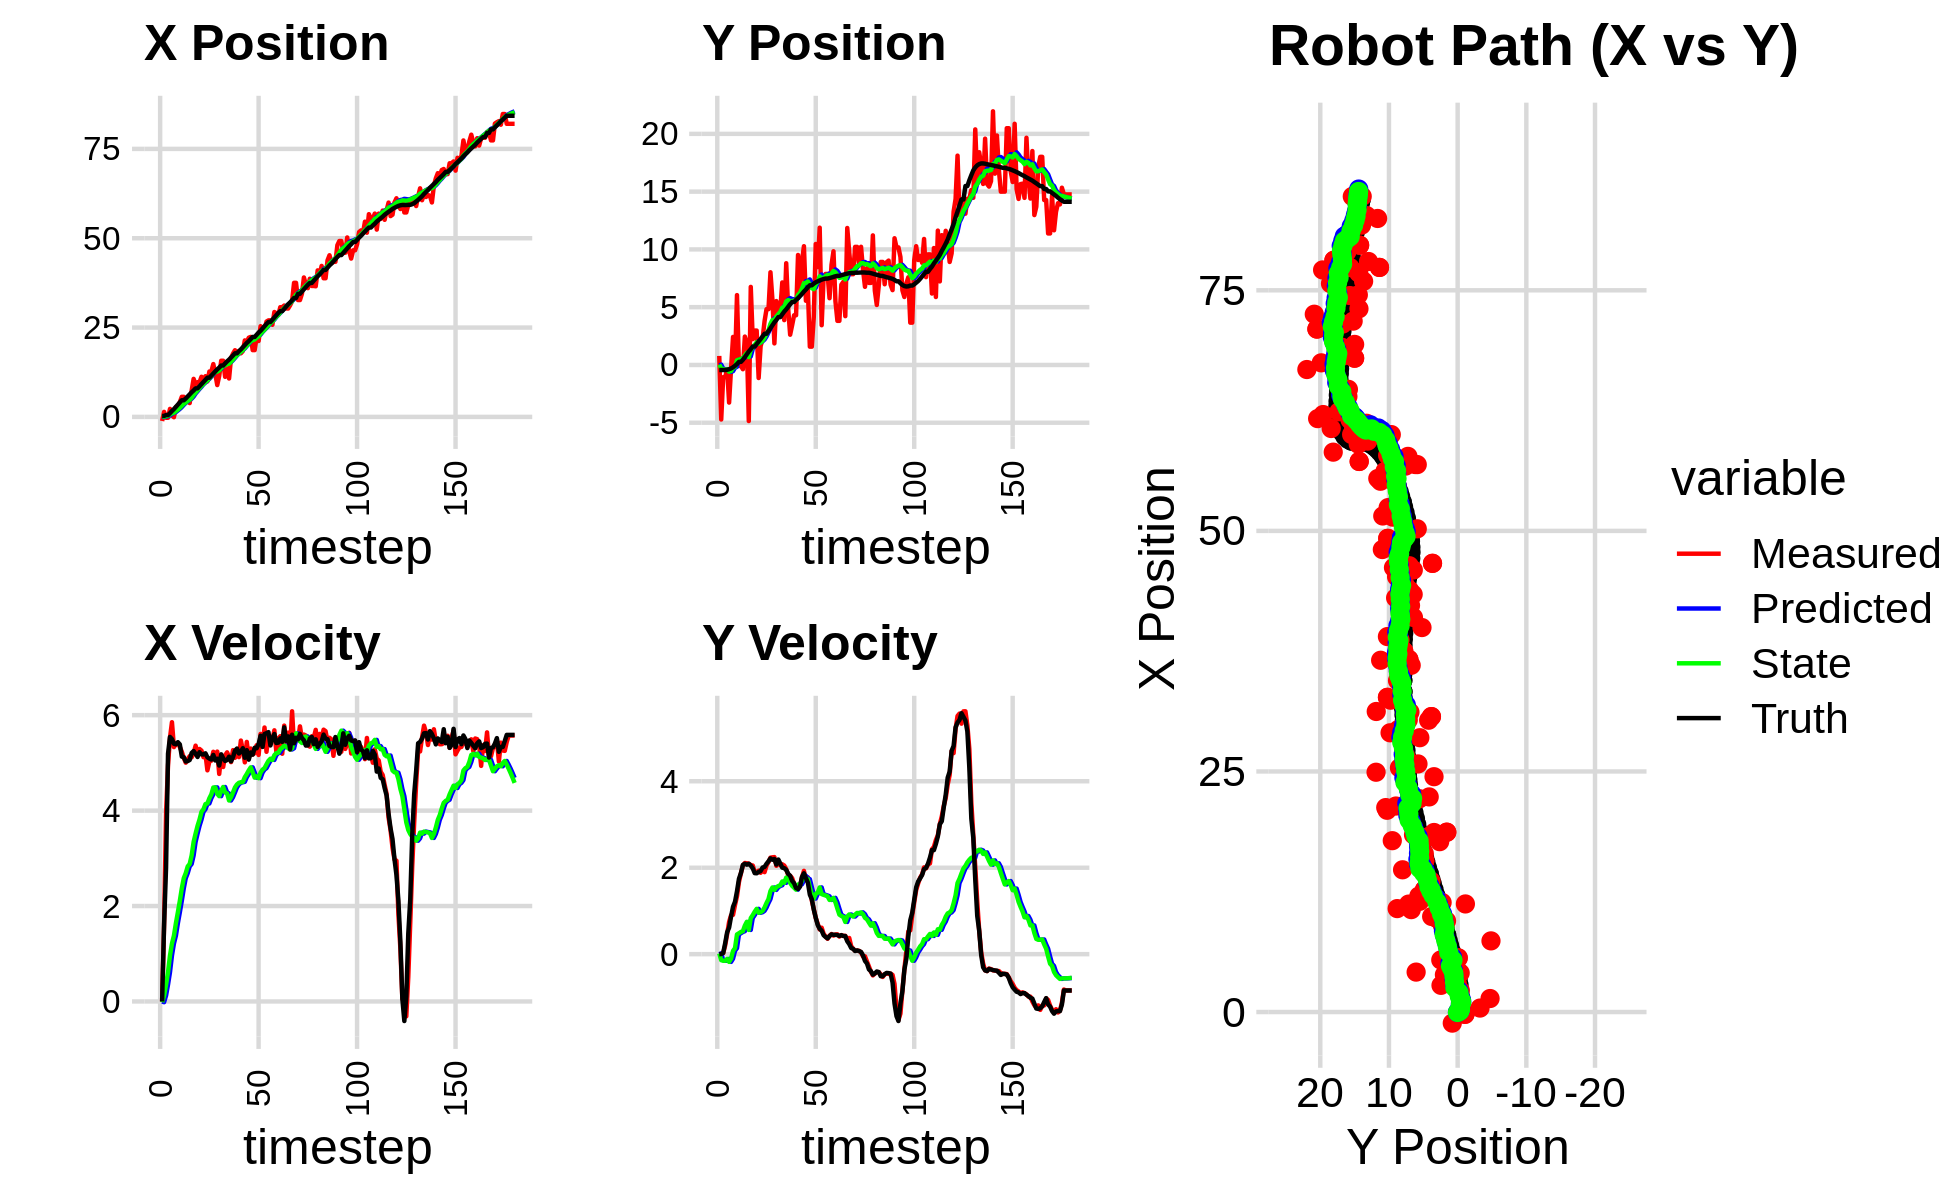 X Position
75
50
25
0
0
50
100
150
timestep
Y Position
20
15
10
5
0
-5
0
50
100
150
timestep
X Velocity
6
4
2
0
0
50
100
150
timestep
Y Velocity
4
2
0
0
50
100
150
timestep
Robot Path (X vs Y)
X Position
75
50
25
0
20 10 0 -10 -20
Y Position
variable
Measured
Predicted
State
Truth